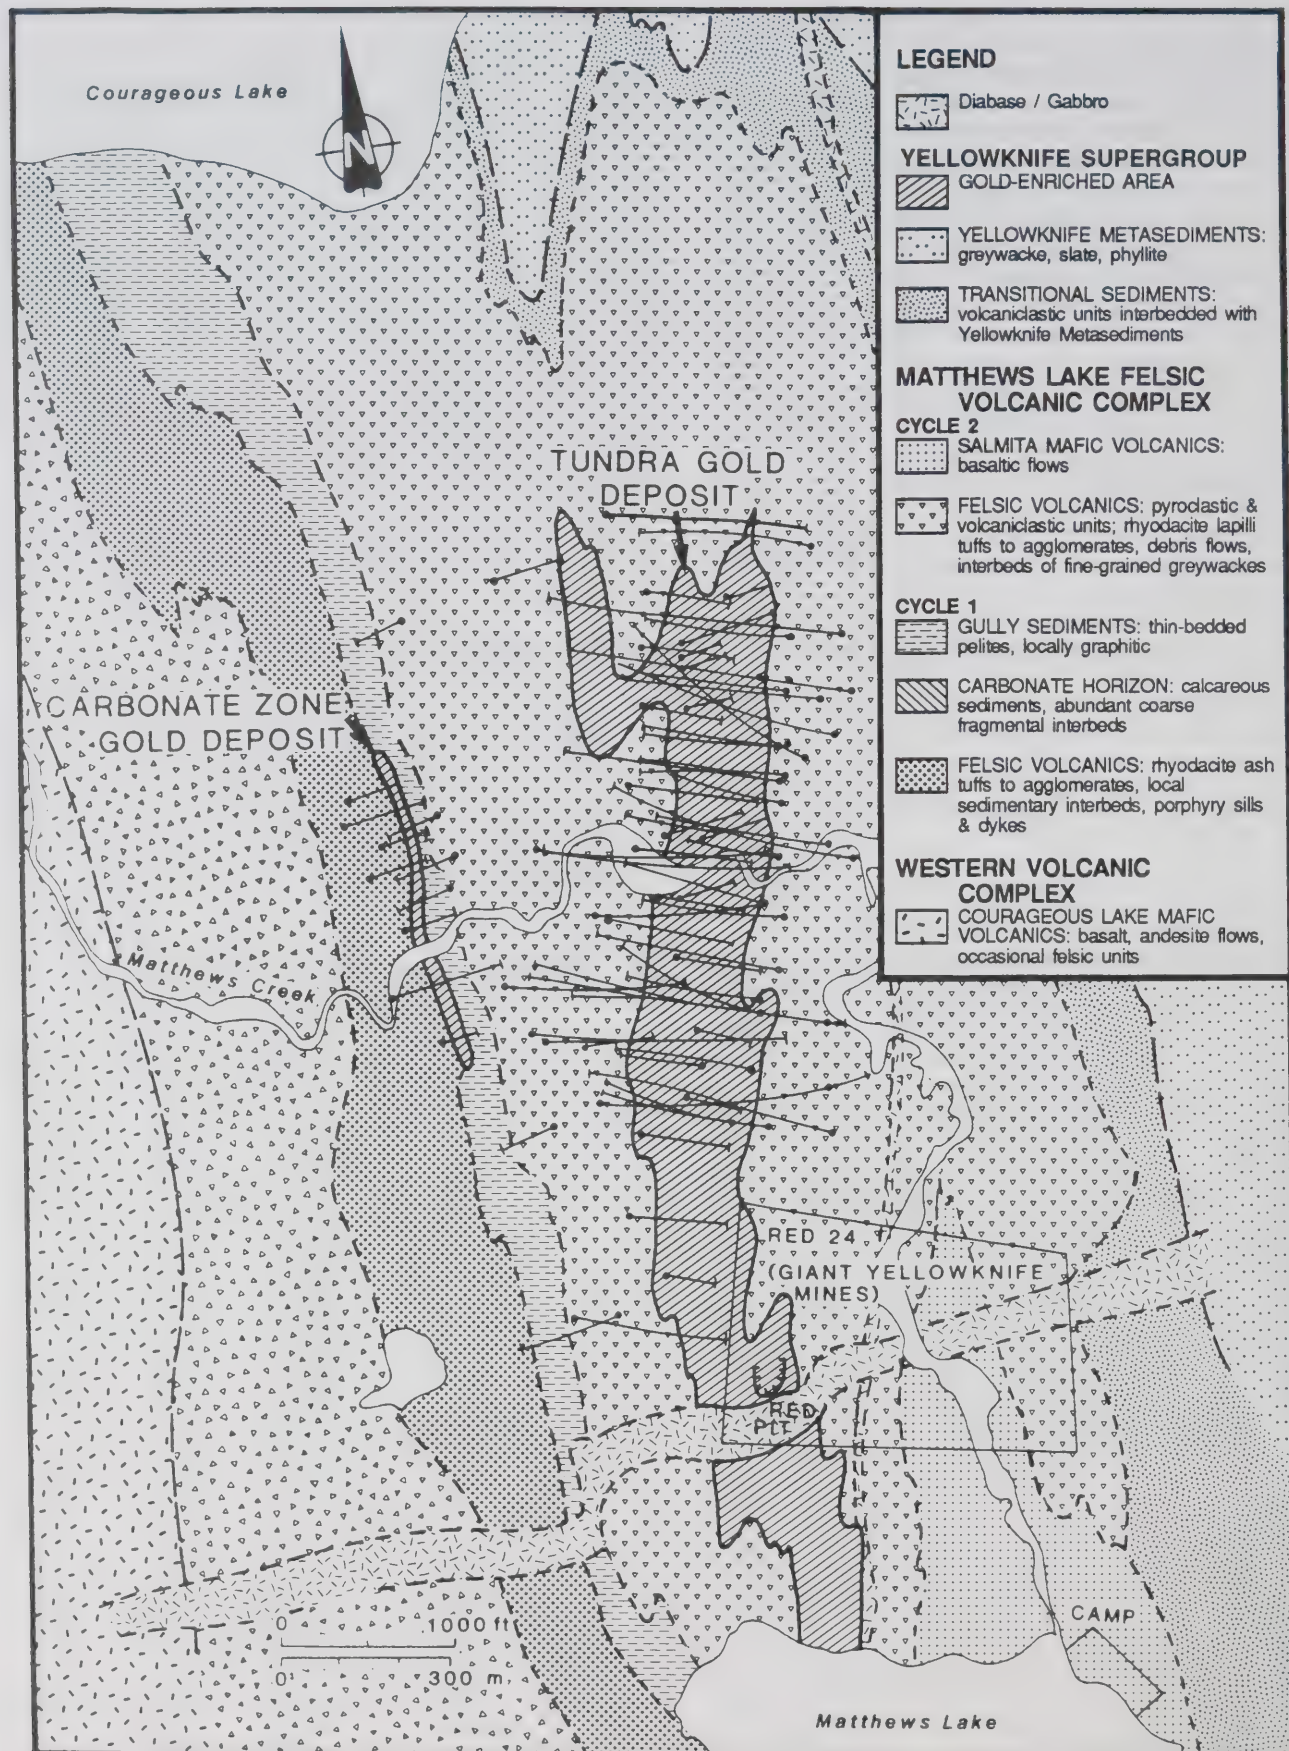 Courageous Lake
N
TUNDRA GOLD
DEPOSIT
CARBONATE ZONE
GOLD DEPOSIT
Matthews Creek
RED 24
(GIANT YELLOWKNIFE
MINES)
RED
PIT
CAMP
0 1000 ft
0 300 m
Matthews Lake
LEGEND
Diabase / Gabbro
YELLOWKNIFE SUPERGROUP
GOLD-ENRICHED AREA
YELLOWKNIFE METASEDIMENTS:
greywacke, slate, phyllite
TRANSITIONAL SEDIMENTS:
volcaniclastic units interbedded with
Yellowknife Metasediments
MATTHEWS LAKE FELSIC
VOLCANIC COMPLEX
CYCLE 2
SALMITA MAFIC VOLCANICS:
basaltic flows
FELSIC VOLCANICS: pyroclastic &
volcaniclastic units; rhyodacite lapilli
tuffs to agglomerates, debris flows,
interbeds of fine-grained greywackes
CYCLE 1
GULLY SEDIMENTS: thin-bedded
pelites, locally graphitic
CARBONATE HORIZON: calcareous
sediments, abundant coarse
fragmental interbeds
FELSIC VOLCANICS: rhyodacite ash
tuffs to agglomerates, local
sedimentary interbeds, porphyry sills
& dykes
WESTERN VOLCANIC
COMPLEX
COURAGEOUS LAKE MAFIC
VOLCANICS: basalt, andesite flows,
occasional felsic units